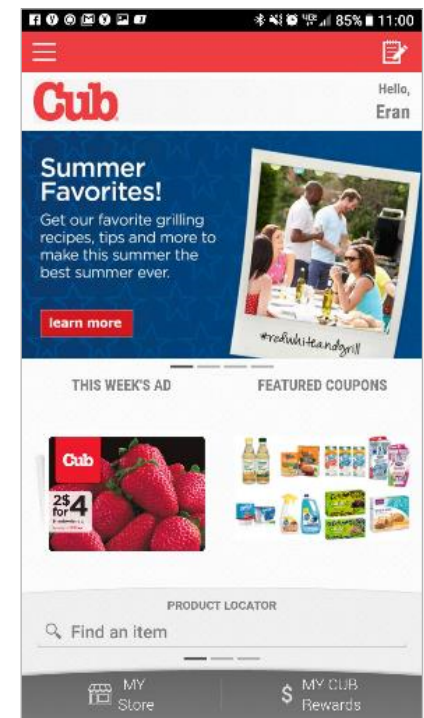 85% 11:00
Cub
Hello,
Eran
Summer
Favorites!
Get our favorite grilling
recipes, tips and more to
make this summer the
best summer ever.
learn more
#redwhiteandgrill
THIS WEEK'S AD
FEATURED COUPONS
Cub
2$
for 4
PRODUCT LOCATOR
Find an item
MY
Store
$ MY CUB
Rewards